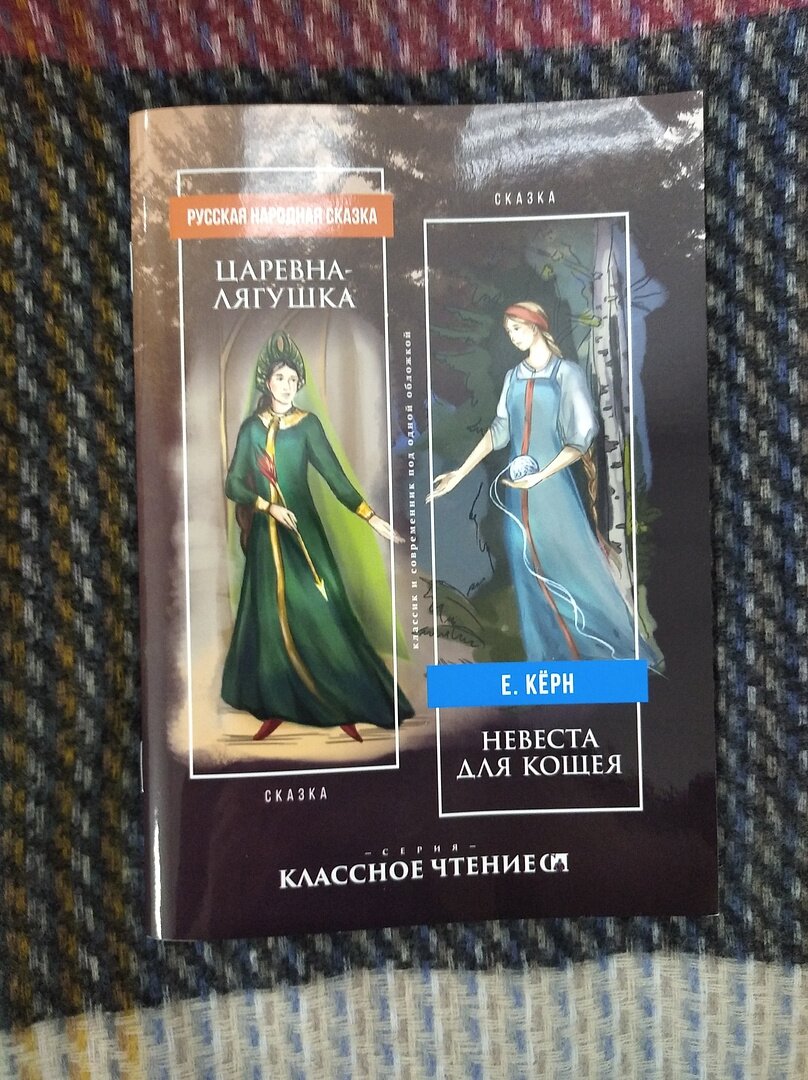 РУССКАЯ НАРОДНАЯ СКАЗКА
ЦАРЕВНА-
ЛЯГУШКА
СКАЗКА
классик и современник под одной обложкой
СКАЗКА
Е. КЁРН
НЕВЕСТА
ДЛЯ КОЩЕЯ
– СЕРИЯ –
КЛАССНОЕ ЧТЕНИЕ